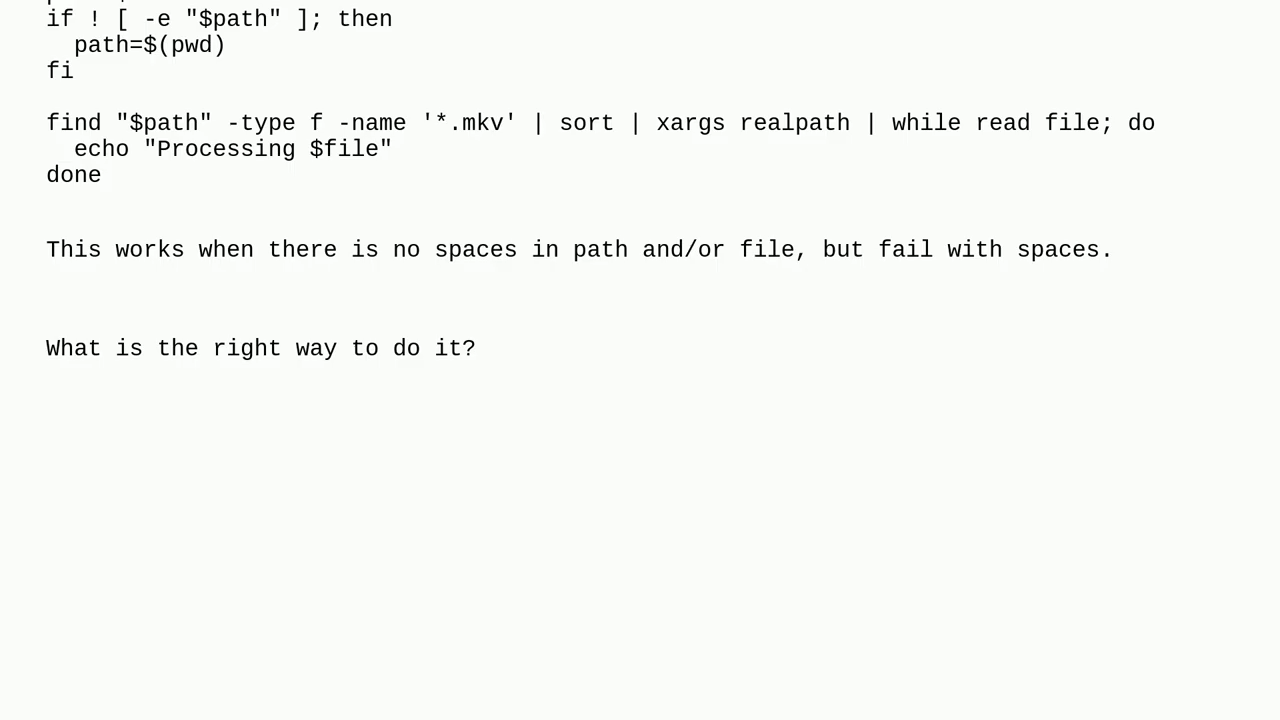 if ! [ -e "$path" ]; then
  path=$(pwd)
fi

find "$path" -type f -name '*.mkv' | sort | xargs realpath | while read file; do
  echo "Processing $file"
done

This works when there is no spaces in path and/or file, but fail with spaces.

What is the right way to do it?